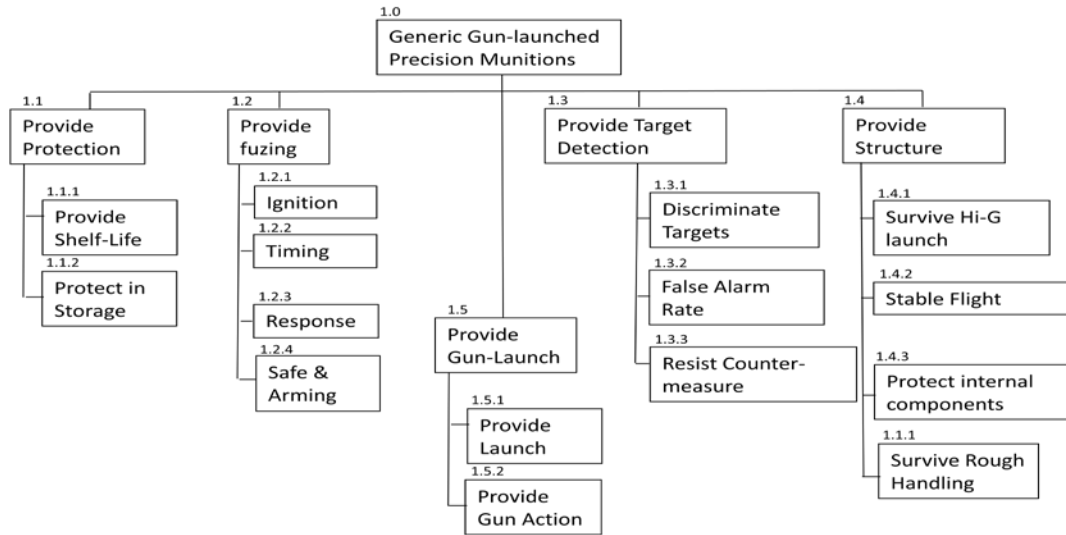 1.0
Generic Gun-launched
Precision Munitions
1.1
Provide
Protection
1.1.1
Provide
Shelf-Life
1.1.2
Protect in
Storage
1.2
Provide
fuzing
1.2.1
Ignition
1.2.2
Timing
1.2.3
Response
1.2.4
Safe &
Arming
1.5
Provide
Gun-Launch
1.5.1
Provide
Launch
1.5.2
Provide
Gun Action
1.3
Provide Target
Detection
1.3.1
Discriminate
Targets
1.3.2
False Alarm
Rate
1.3.3
Resist Counter-
measure
1.4
Provide
Structure
1.4.1
Survive Hi-G
launch
1.4.2
Stable Flight
1.4.3
Protect internal
components
1.1.1
Survive Rough
Handling